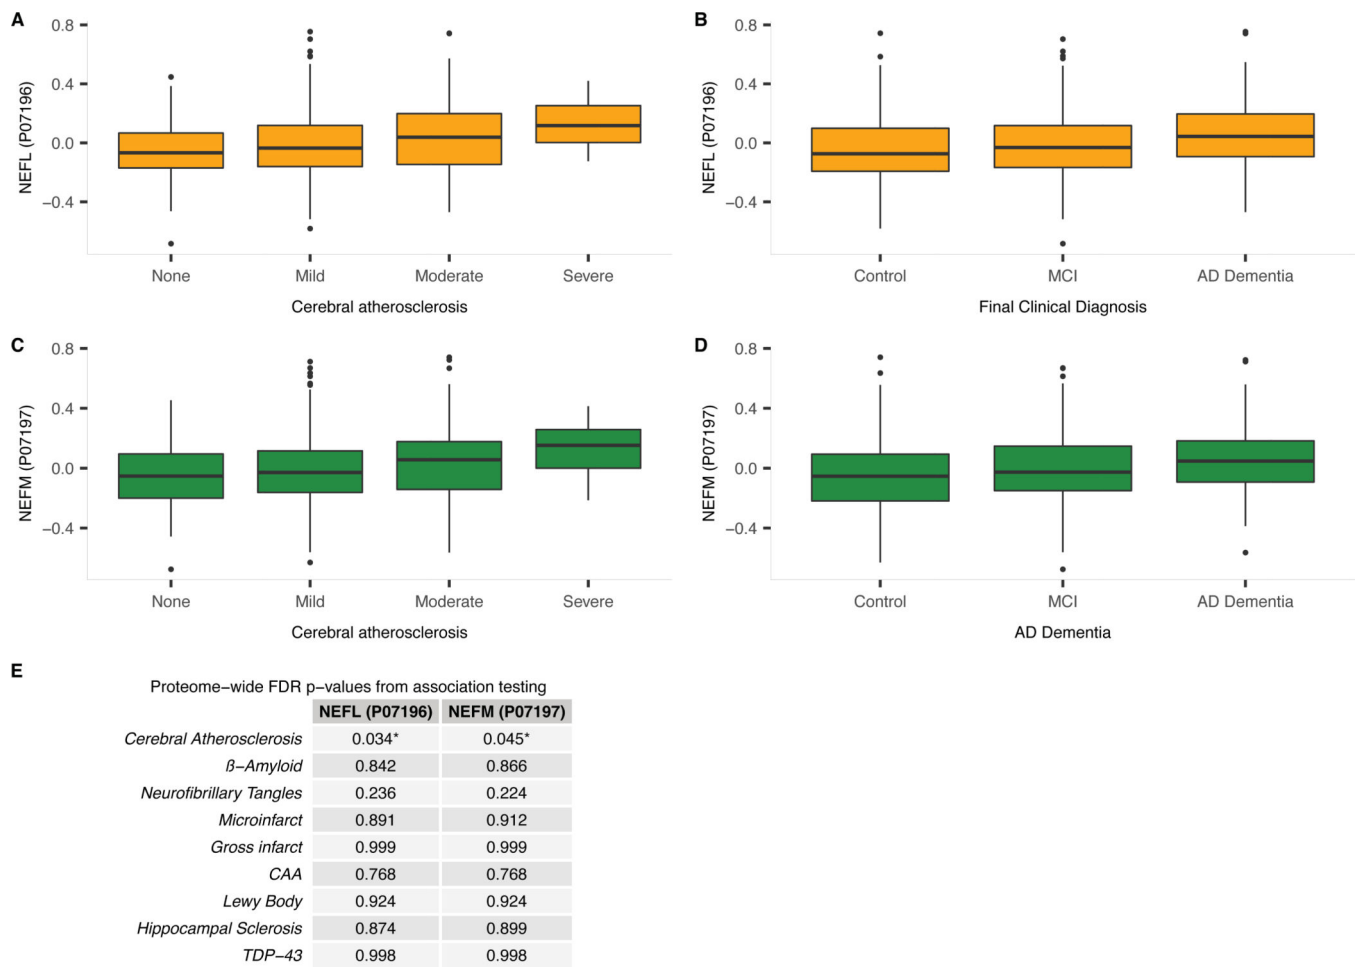 A
NEFL (P07196)
0.8
0.4
0.0
−0.4
None Mild Moderate Severe
Cerebral atherosclerosis
B
NEFL (P07196)
0.8
0.4
0.0
−0.4
Control MCI AD Dementia
Final Clinical Diagnosis
C
NEFM (P07197)
0.8
0.4
0.0
−0.4
None Mild Moderate Severe
Cerebral atherosclerosis
D
NEFM (P07197)
0.8
0.4
0.0
−0.4
Control MCI AD Dementia
AD Dementia
E
Proteome−wide FDR p−values from association testing
NEFL (P07196) NEFM (P07197)
Cerebral Atherosclerosis 0.034* 0.045*
ß−Amyloid 0.842 0.866
Neurofibrillary Tangles 0.236 0.224
Microinfarct 0.891 0.912
Gross infarct 0.999 0.999
CAA 0.768 0.768
Lewy Body 0.924 0.924
Hippocampal Sclerosis 0.874 0.899
TDP−43 0.998 0.998